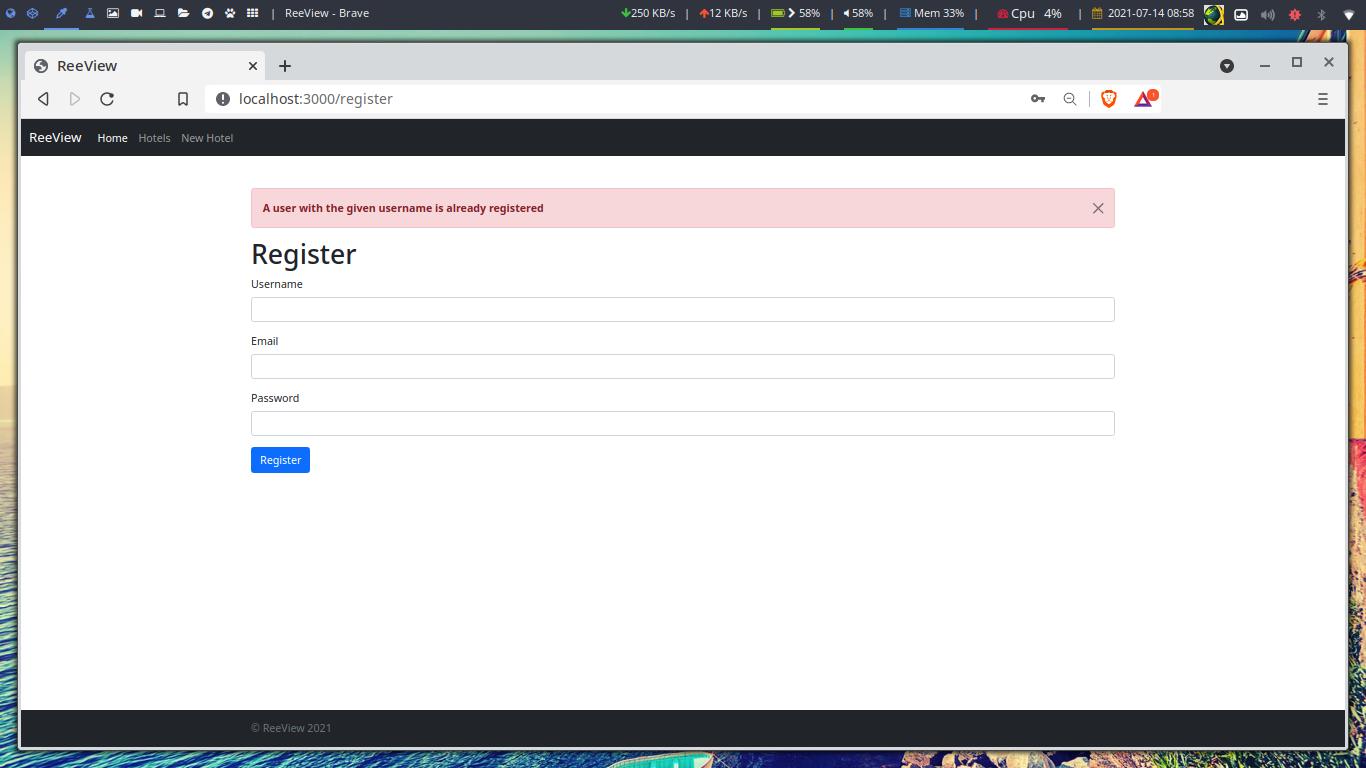 ReeView - Brave 250 KB/s 12 KB/s 58% 58% Mem 33% Cpu 4% 2021-07-14 08:58
ReeView
localhost:3000/register
1
ReeView Home Hotels New Hotel
A user with the given username is already registered
Register
Username
Email
Password
Register
© ReeView 2021